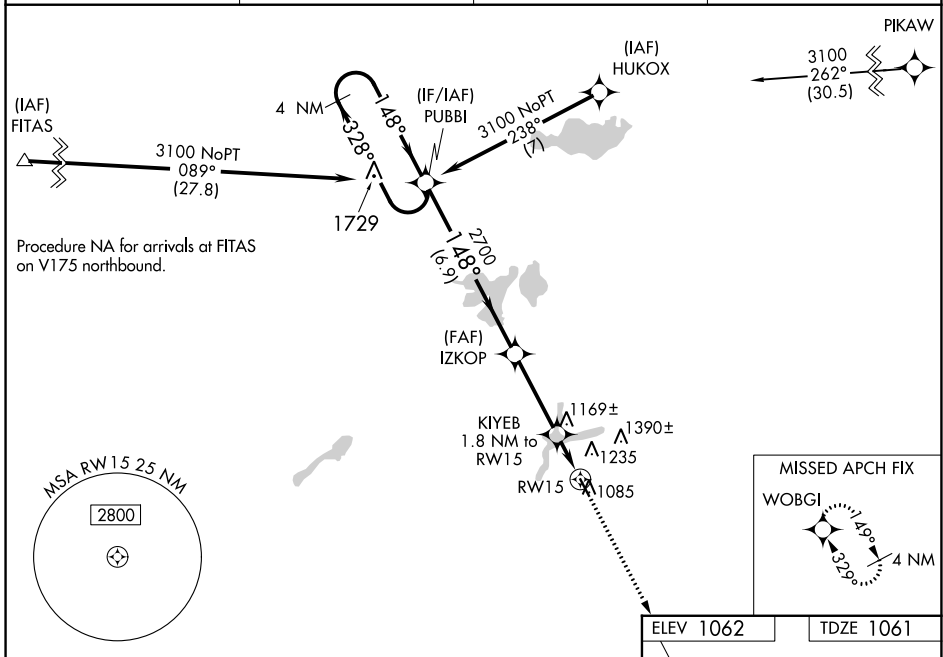 PIKAW
3100
262°
(30.5)
(IAF)
HUKOX
(IF/IAF)
PUBBI
4 NM
148°
328°
3100 NoPT
238°
(7)
(IAF)
FITAS
3100 NoPT
089°
(27.8)
1729
Procedure NA for arrivals at FITAS
on V175 northbound.
2700
148°
(6.9)
(FAF)
IZKOP
KIYEB
1.8 NM to
RW15
1169±
1390±
1235
RW15
1085
MSA RW15 25 NM
2800
MISSED APCH FIX
WOBGI
149°
329°
4 NM
ELEV 1062
TDZE 1061